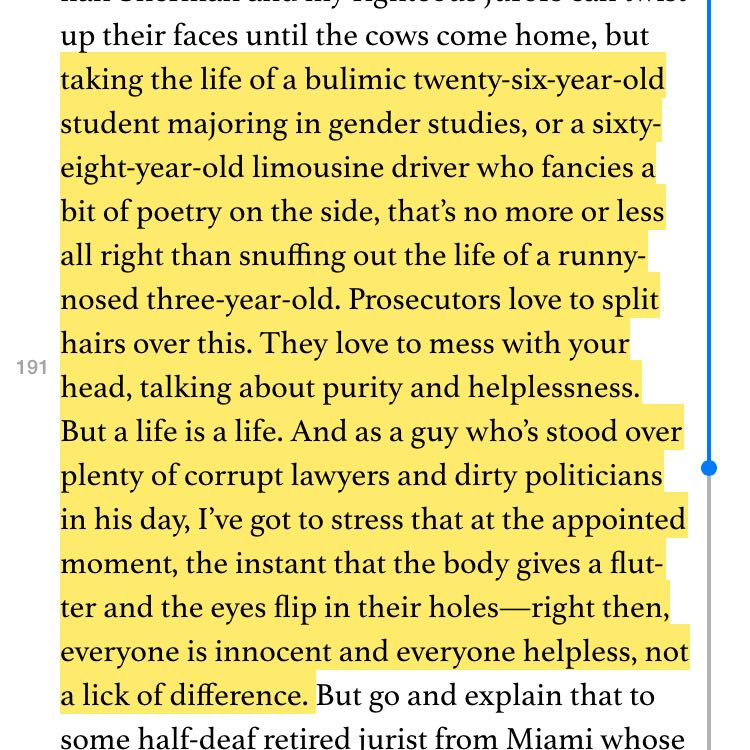 up their faces until the cows come home, but
taking the life of a bulimic twenty-six-year-old
student majoring in gender studies, or a sixty-
eight-year-old limousine driver who fancies a
bit of poetry on the side, that's no more or less
all right than snuffing out the life of a runny-
nosed three-year-old. Prosecutors love to split
hairs over this. They love to mess with your
191
head, talking about purity and helplessness.
But a life is a life. And as a guy who's stood over
plenty of corrupt lawyers and dirty politicians
in his day, I've got to stress that at the appointed
moment, the instant that the body gives a flut-
ter and the eyes flip in their holes—right then,
everyone is innocent and everyone helpless, not
a lick of difference. But go and explain that to
some half-deaf retired jurist from Miami whose